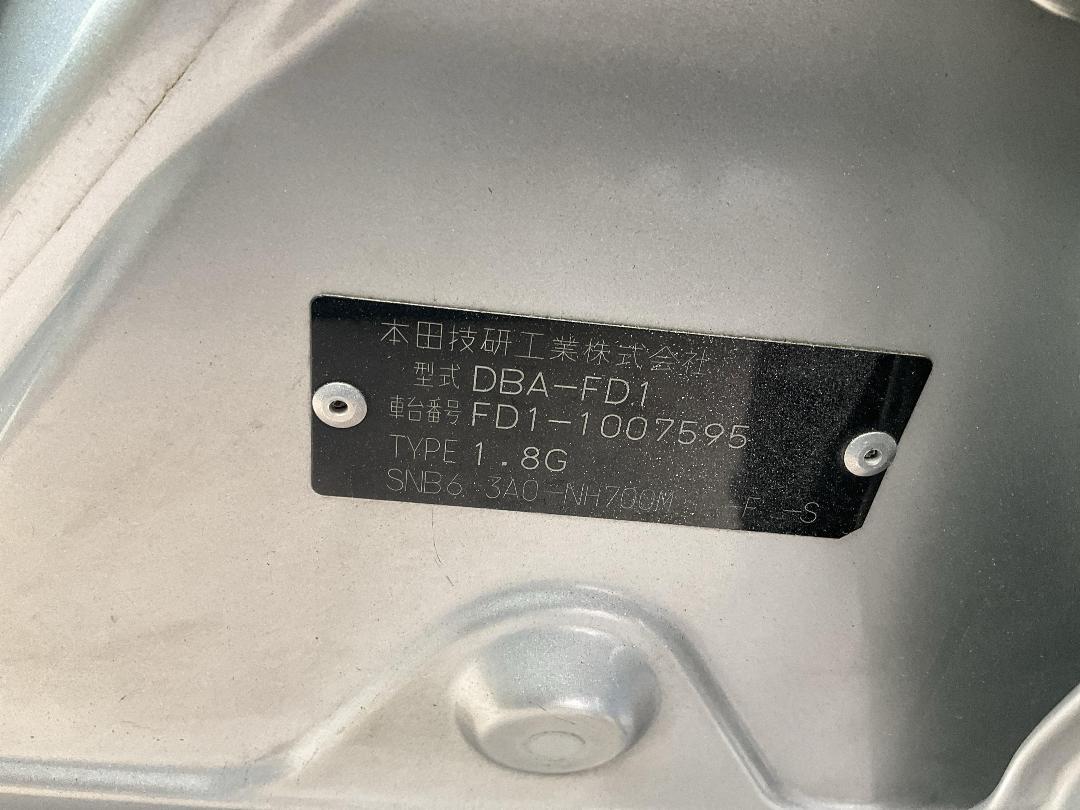 本田技研工業株式会社
型式 DBA-FD1
車台番号 FD1-1007595
TYPE 1.8G
SNB6 3A0-NH700M F -S